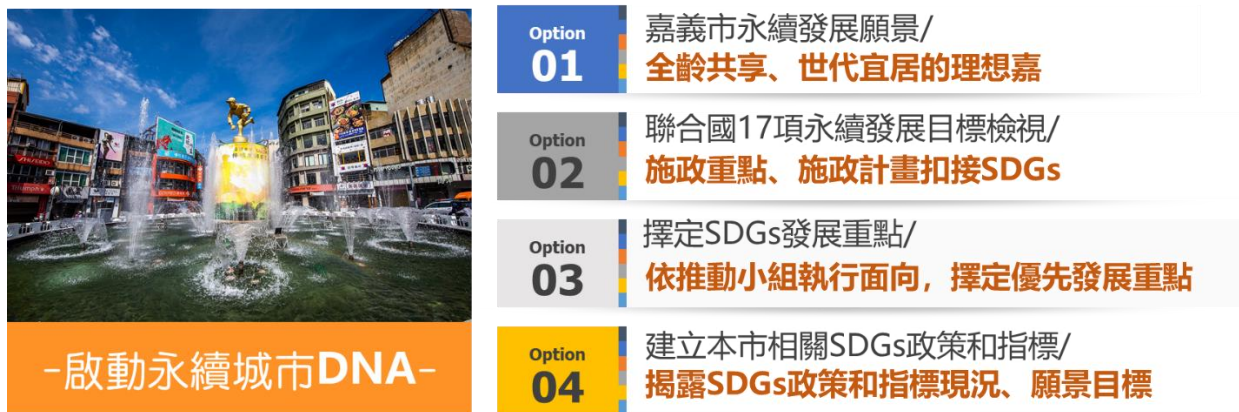 -啟動永續城市DNA-
Option
01
嘉義市永續發展願景/
全齡共享、世代宜居的理想嘉
Option
02
聯合國17項永續發展目標檢視/
施政重點、施政計畫扣接SDGs
Option
03
擇定SDGs發展重點/
依推動小組執行面向，擇定優先發展重點
Option
04
建立本市相關SDGs政策和指標/
揭露SDGs政策和指標現況、願景目標